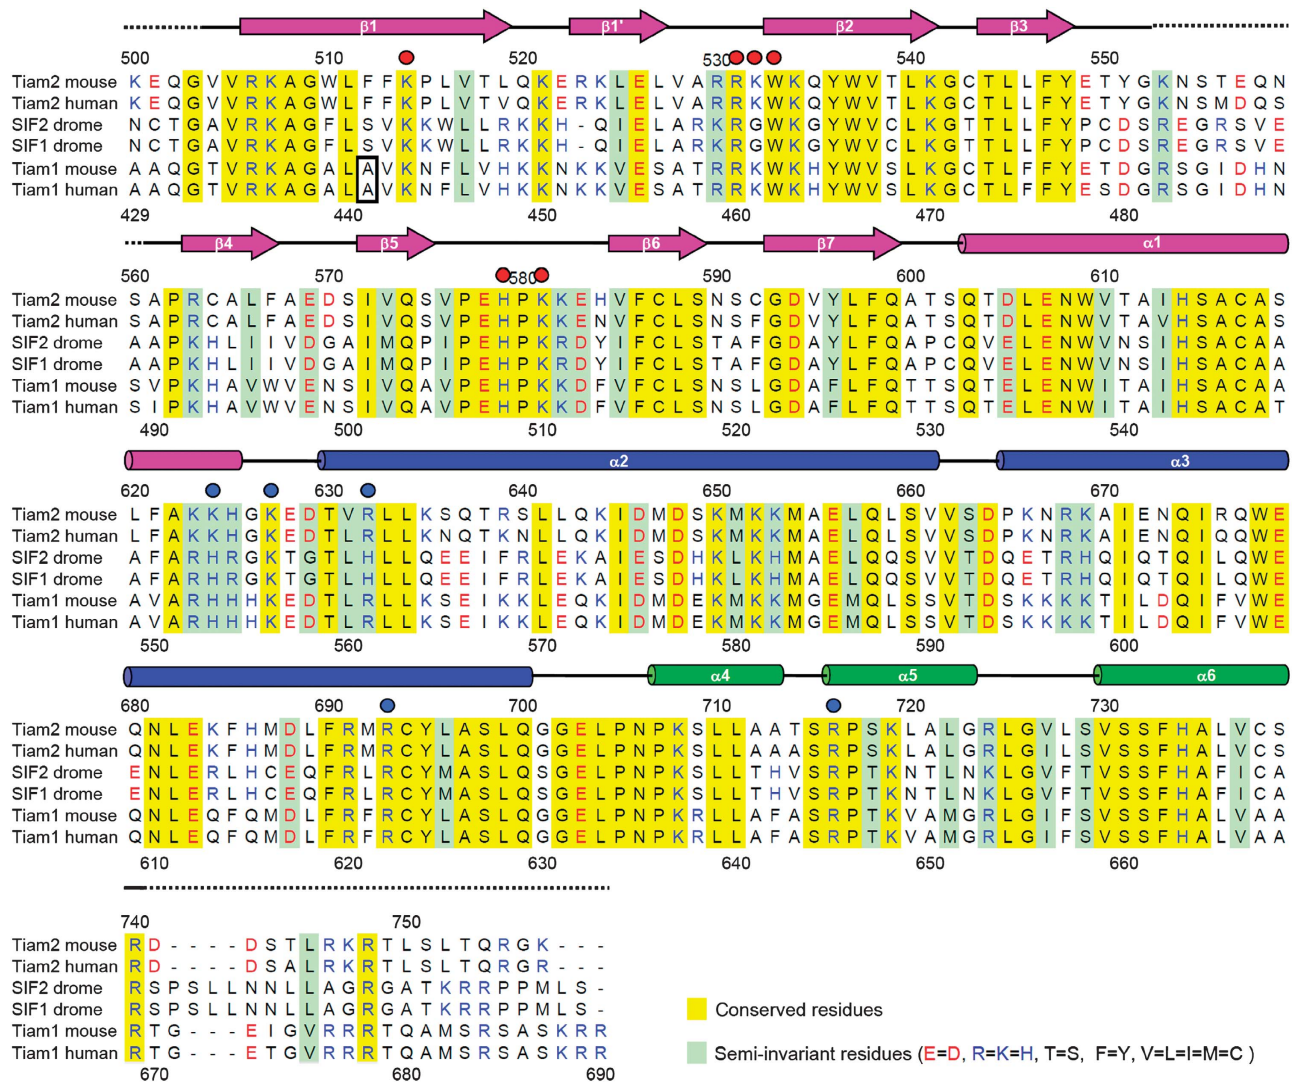 β1 β1' β2 β3
500 510 520 530 540 550
Tiam2 mouse K E Q G V V R K A G W L F F K P L V T L Q K E R K L E L V A R R K W K Q Y W V T L K G C T L L F Y E T Y G K N S T E Q N
Tiam2 human K E Q G V V R K A G W L F F K P L V T V Q K E R K L E L V A R R K W K Q Y W V T L K G C T L L F Y E T Y G K N S M D Q S
SIF2 drome N C T G A V R K A G F L S V K K W L L R K K H - Q I E L A R K R G W K G Y W V C L K G T T L L F Y P C D S R E G R S V E
SIF1 drome N C T G A V R K A G F L S V K K W L L R K K H - Q I E L A R K R G W K G Y W V C L K G T T L L F Y P C D S R E G R S V E
Tiam1 mouse A A Q G T V R K A G A L A V K N F L V H K K N K K V E S A T R R K W K H Y W V S L K G C T L F F Y E T D G R S G I D H N
Tiam1 human A A Q G T V R K A G A L A V K N F L V H K K N K K V E S A T R R K W K H Y W V S L K G C T L F F Y E S D G R S G I D H N
429 440 450 460 470 480
β4 β5 β6 β7 α1
560 570 580 590 600 610
Tiam2 mouse S A P R C A L F A E D S I V Q S V P E H P K K E H V F C L S N S C G D V Y L F Q A T S Q T D L E N W V T A I H S A C A S
Tiam2 human S A P R C A L F A E D S I V Q S V P E H P K K E N V F C L S N S F G D V Y L F Q A T S Q T D L E N W V T A V H S A C A S
SIF2 drome A A P K H L I I V D G A I M Q P I P E H P K R D Y I F C L S T A F G D A Y L F Q A P C Q V E L E N W V N S I H S A C A A
SIF1 drome A A P K H L I I V D G A I M Q P I P E H P K R D Y I F C L S T A F G D A Y L F Q A P C Q V E L E N W V N S I H S A C A A
Tiam1 mouse S V P K H A V W V E N S I V Q A V P E H P K K D F V F C L S N S L G D A F L F Q T T S Q T E L E N W I T A I H S A C A A
Tiam1 human S I P K H A V W V E N S I V Q A V P E H P K K D F V F C L S N S L G D A F L F Q T T S Q T E L E N W I T A I H S A C A T
490 500 510 520 530 540
α2 α3
620 630 640 650 660 670
Tiam2 mouse L F A K K H G K E D T V R L L K S Q T R S L L Q K I D M D S K M K K M A E L Q L S V V S D P K N R K A I E N Q I R Q W E
Tiam2 human L F A K K H G K E D T L R L L K N Q T K N L L Q K I D M D S K M K K M A E L Q L S V V S D P K N R K A I E N Q I Q Q W E
SIF2 drome A F A R H R G K T G T L H L L Q E E I F R L E K A I E S D H K L K H M A E L Q Q S V V T D Q E T R H Q I Q T Q I L Q W E
SIF1 drome A F A R H R G K T G T L H L L Q E E I F R L E K A I E S D H K L K H M A E L Q Q S V V T D Q E T R H Q I Q T Q I L Q W E
Tiam1 mouse A V A R H H H K E D T L R L L K S E I K K L E Q K I D M D E K M K K M G E M Q L S S V T D S K K K K T I L D Q I F V W E
Tiam1 human A V A R H H H K E D T L R L L K S E I K K L E Q K I D M D E K M K K M G E M Q L S S V T D S K K K K T I L D Q I F V W E
550 560 570 580 590 600
α4 α5 α6
680 690 700 710 720 730
Tiam2 mouse Q N L E K F H M D L F R M R C Y L A S L Q G G E L P N P K S L L A A T S R P S K L A L G R L G V L S V S S F H A L V C S
Tiam2 human Q N L E K F H M D L F R M R C Y L A S L Q G G E L P N P K S L L A A A S R P S K L A L G R L G I L S V S S F H A L V C S
SIF2 drome E N L E R L H C E Q F R L R C Y M A S L Q S G E L P N P K S L L T H V S R P T K N T L N K L G V F T V S S F H A F I C A
SIF1 drome E N L E R L H C E Q F R L R C Y M A S L Q S G E L P N P K S L L T H V S R P T K N T L N K L G V F T V S S F H A F I C A
Tiam1 mouse Q N L E Q F Q M D L F R F R C Y L A S L Q G G E L P N P K R L L A F A S R P T K V A M G R L G I F S V S S F H A L V A A
Tiam1 human Q N L E Q F Q M D L F R F R C Y L A S L Q G G E L P N P K R L L A F A S R P T K V A M G R L G I F S V S S F H A L V A A
610 620 630 640 650 660
740 750
Tiam2 mouse R D - - - - D S T L R K R T L S L T Q R G K - - -
Tiam2 human R D - - - - D S A L R K R T L S L T Q R G R - - -
SIF2 drome R S P S L L N N L L A G R G A T K R R P P M L S -
SIF1 drome R S P S L L N N L L A G R G A T K R R P P M L S -
Tiam1 mouse R T G - - - E I G V R R R T Q A M S R S A S K R R
Tiam1 human R T G - - - E T G V R R R T Q A M S R S A S K R R
670 680 690
Conserved residues
Semi-invariant residues (E=D, R=K=H, T=S, F=Y, V=L=I=M=C )